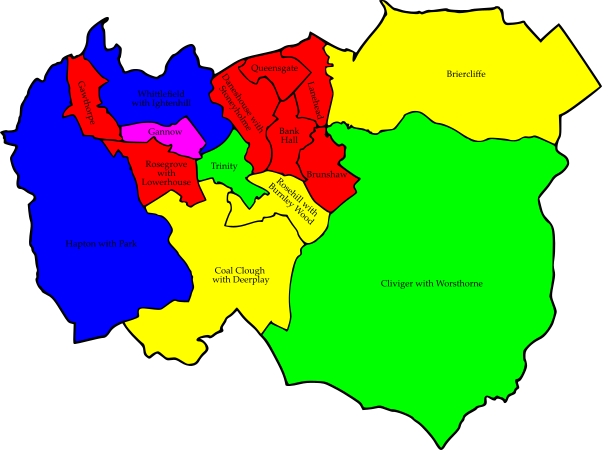 Briercliffe
Queensgate
Lanehead
Gawthorpe
Whittlefield
with Ightenhill
Daneshouse with
Stoneyholme
Gannow
Bank
Hall
Trinity
Rosegrove
with
Lowerhouse
Brunshaw
Rosehill with
Burnley Wood
Hapton with Park
Coal Clough
with Deerplay
Cliviger with Worsthorne